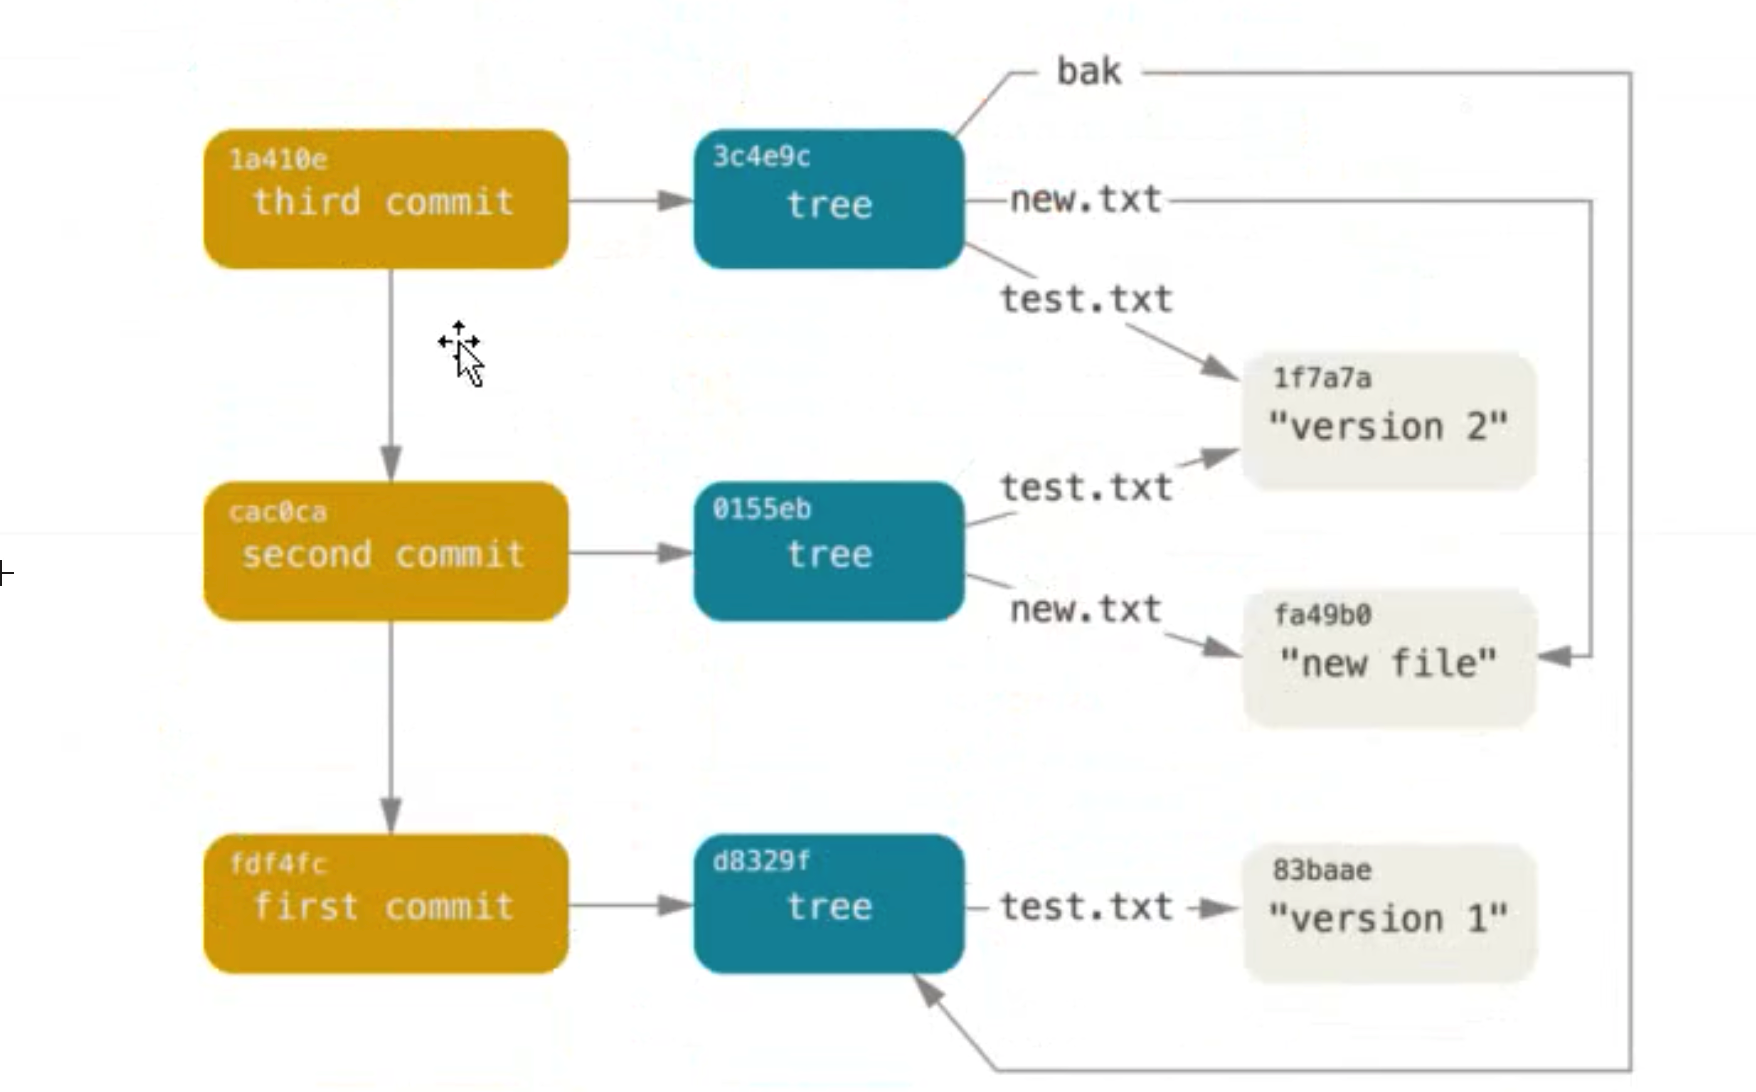 bak
1a410e
third commit
3c4e9c
tree
new.txt
test.txt
1f7a7a
"version 2"
cac0ca
second commit
0155eb
tree
test.txt
new.txt
fa49b0
"new file"
fdf4fc
first commit
d8329f
tree
test.txt
83baae
"version 1"